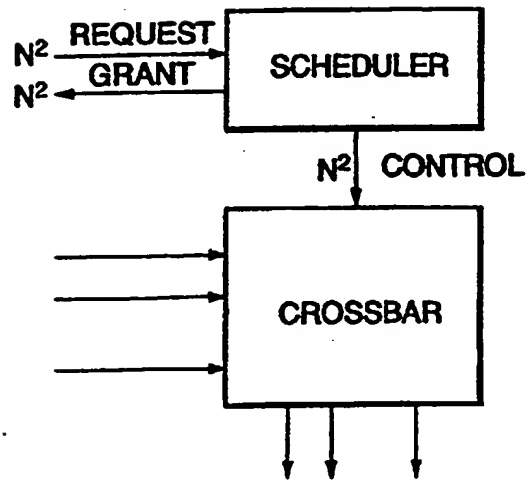 N² REQUEST
N² GRANT
SCHEDULER
N² CONTROL
CROSSBAR